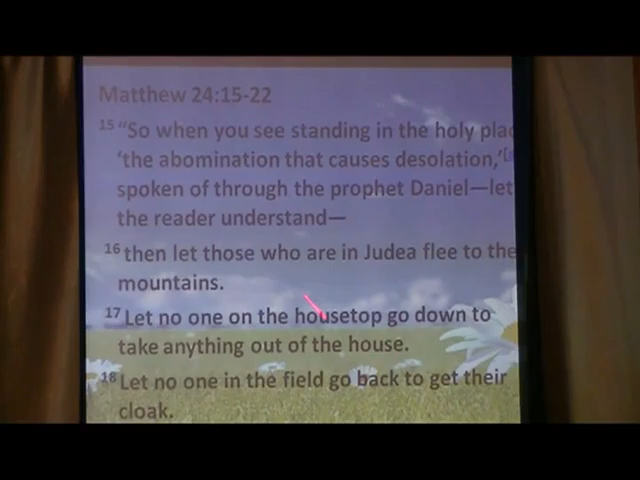 Matthew 24:15-22
15 “So when you see standing in the holy plac
‘the abomination that causes desolation,’[
spoken of through the prophet Daniel—let
the reader understand—
16 then let those who are in Judea flee to the
mountains.
17 Let no one on the housetop go down to
take anything out of the house.
18 Let no one in the field go back to get their
cloak.